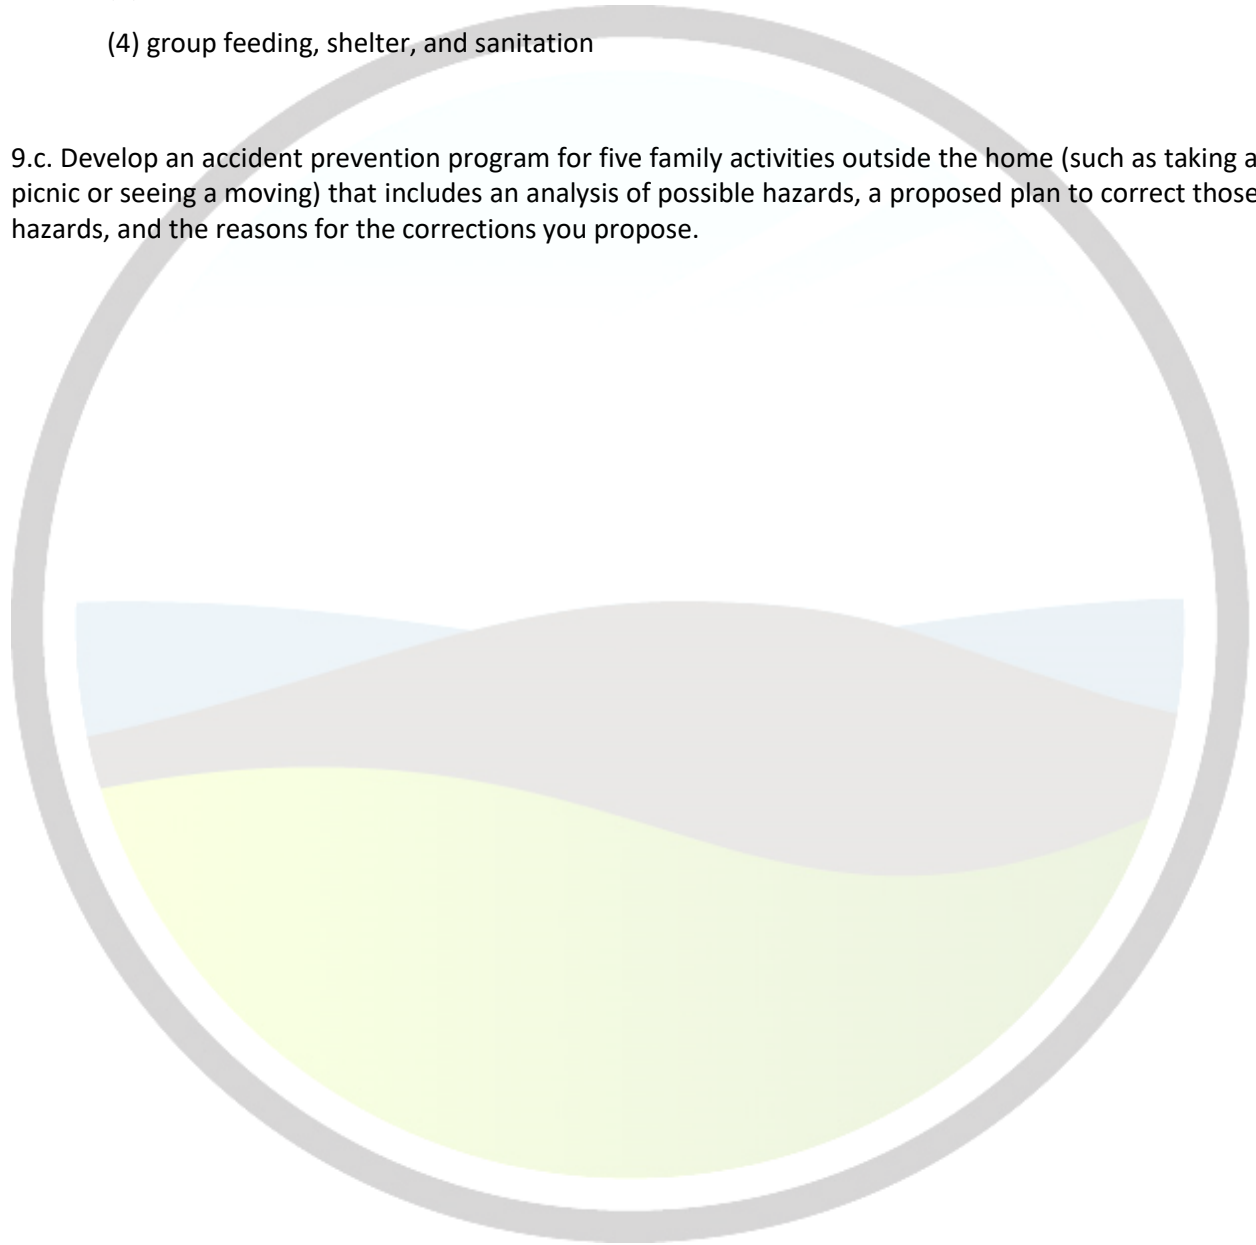 (4) group feeding, shelter, and sanitation
9.c. Develop an accident prevention program for five family activities outside the home (such as taking a
picnic or seeing a moving) that includes an analysis of possible hazards, a proposed plan to correct those
hazards, and the reasons for the corrections you propose.